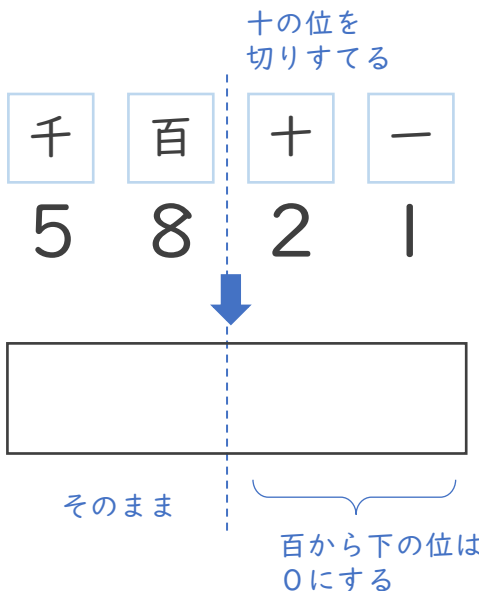 十の位を
切りすてる
千 百 十 一
5 8 2 1
そのまま
百から下の位は
0にする